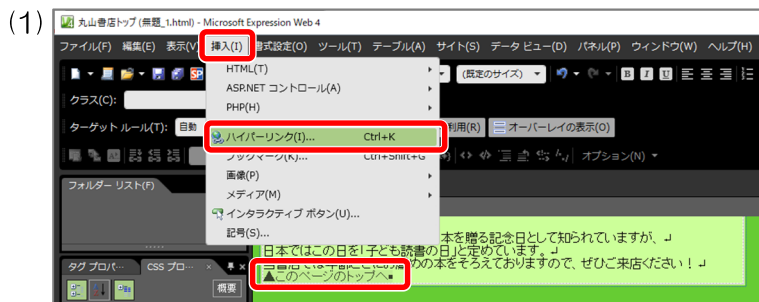 (1)
丸山書店トップ (無題_1.html) - Microsoft Expression Web 4
ファイル(F) 編集(E) 表示(V 挿入(I) 書式設定(O) ツール(T) テーブル(A) サイト(S) データ ビュー(D) パネル(P) ウィンドウ(W) ヘルプ(H)
HTML(T)
(既定のサイズ)
B I U
クラス(C):
ASP.NET コントロール(A)
PHP(H)
ターゲット ルール(T): 自動
ハイパーリンク(I)... Ctrl+K
利用(R) オーバーレイの表示(O)
ブックマーク(K)... Ctrl+Shift+G
オプション(N)
フォルダー リスト(F)
画像(P)
メディア(M)
インタラクティブ ボタン(U)...
記号(S)...
本を贈る記念日として知られていますが、
日本ではこの日を「子ども読書の日」と定めています。
の本をそろえておりますので、ぜひご来店ください!
▲このページのトップへ
タグ プロパ… CSS プロ…
概要